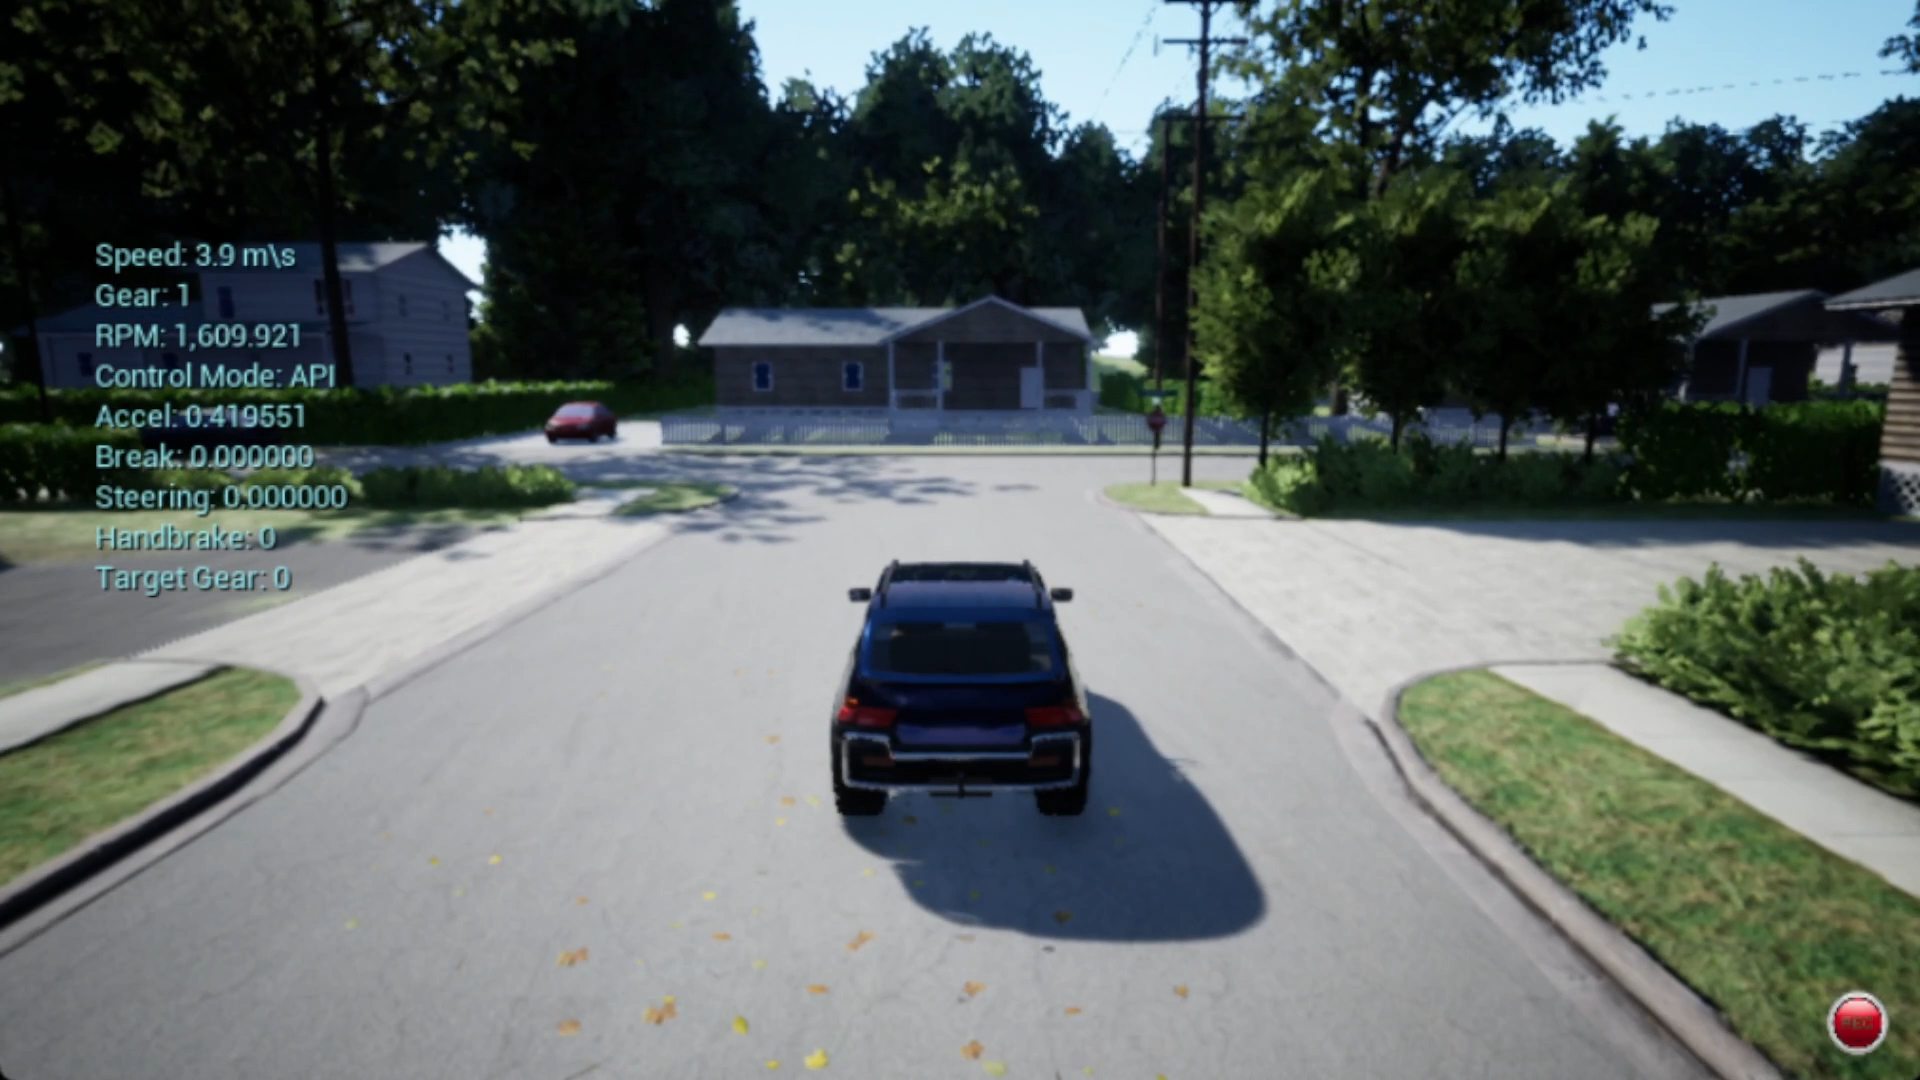 Speed: 3.9 m\s
Gear: 1
RPM: 1,609.921
Control Mode: API
Accel: 0.419551
Break: 0.000000
Steering: 0.000000
Handbrake: 0
Target Gear: 0
REC